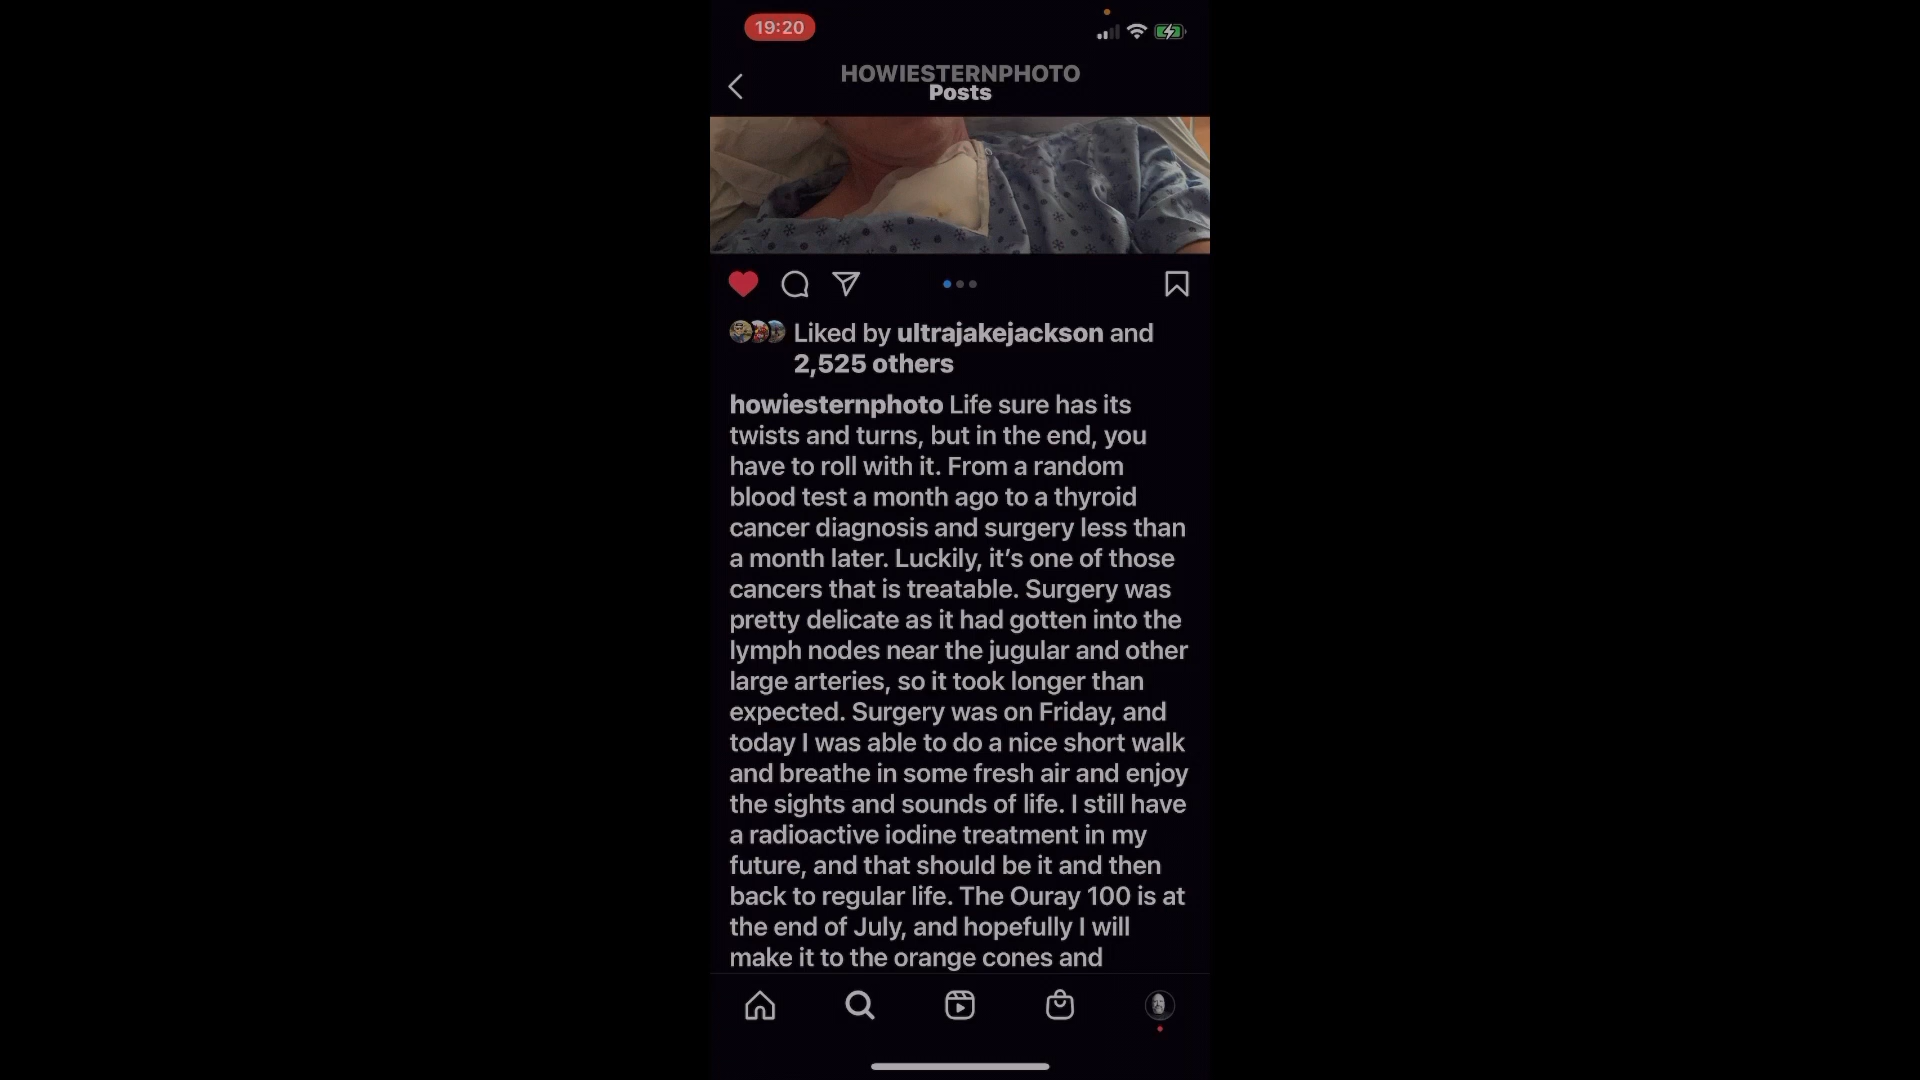 19:20
HOWIESTERNPHOTO
Posts
Liked by ultrajakejackson and
2,525 others
howiesternphoto Life sure has its
twists and turns, but in the end, you
have to roll with it. From a random
blood test a month ago to a thyroid
cancer diagnosis and surgery less than
a month later. Luckily, it’s one of those
cancers that is treatable. Surgery was
pretty delicate as it had gotten into the
lymph nodes near the jugular and other
large arteries, so it took longer than
expected. Surgery was on Friday, and
today I was able to do a nice short walk
and breathe in some fresh air and enjoy
the sights and sounds of life. I still have
a radioactive iodine treatment in my
future, and that should be it and then
back to regular life. The Ouray 100 is at
the end of July, and hopefully I will
make it to the orange cones and